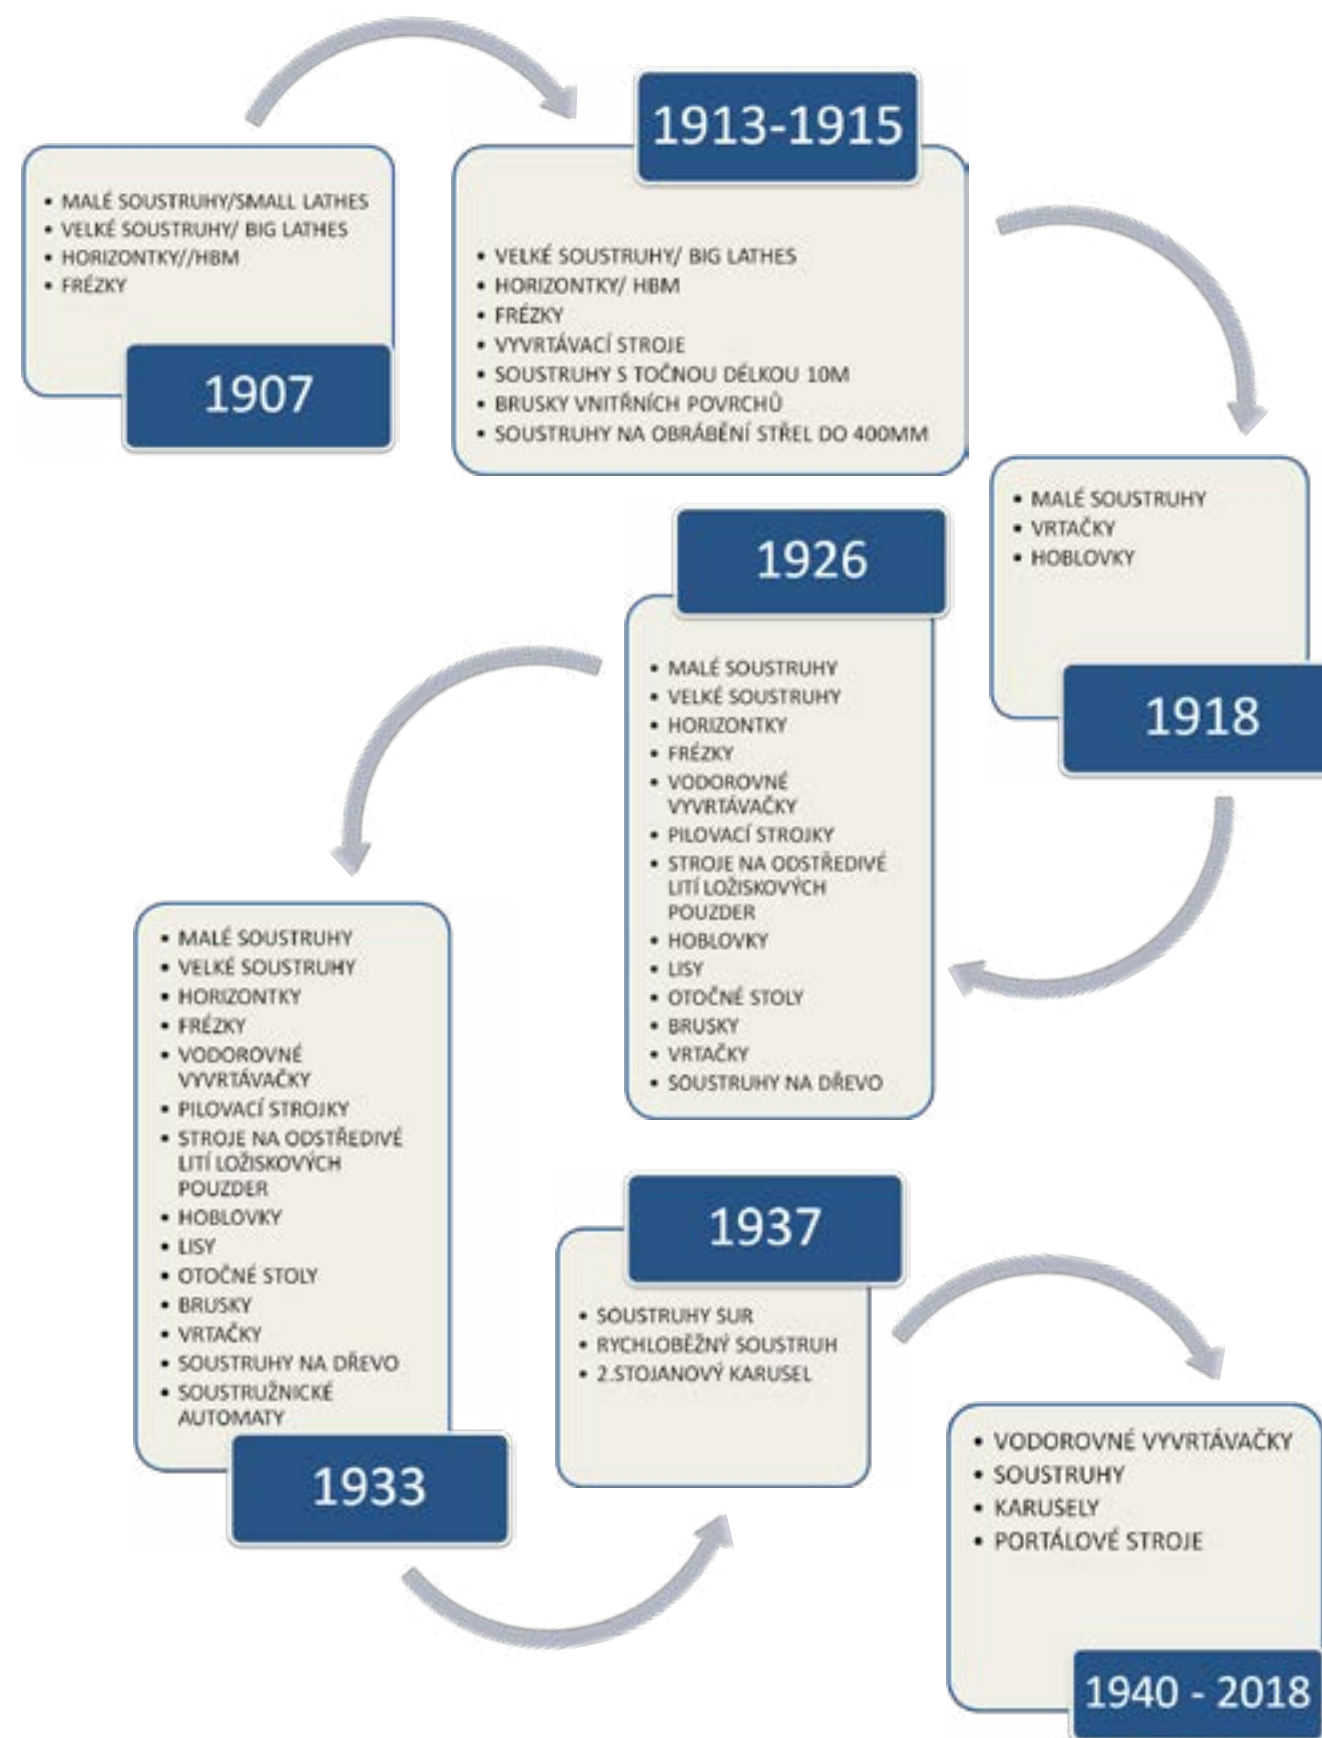 • MALÉ SOUSTRUHY/SMALL LATHES
• VELKÉ SOUSTRUHY/ BIG LATHES
• HORIZONTKY//HBM
• FRÉZKY
1907
1913-1915
• VELKÉ SOUSTRUHY/ BIG LATHES
• HORIZONTKY/ HBM
• FRÉZKY
• VYVRTÁVACÍ STROJE
• SOUSTRUHY S TOČNOU DÉLKOU 10M
• BRUSKY VNITŘNÍCH POVRCHŮ
• SOUSTRUHY NA OBRÁBĚNÍ STŘEL DO 400MM
• MALÉ SOUSTRUHY
• VRTAČKY
• HOBLOVKY
1918
1926
• MALÉ SOUSTRUHY
• VELKÉ SOUSTRUHY
• HORIZONTKY
• FRÉZKY
• VODOROVNÉ
VYVRTÁVAČKY
• PILOVACÍ STROJKY
• STROJE NA ODSTŘEDIVÉ
LITÍ LOŽISKOVÝCH
POUZDER
• HOBLOVKY
• LISY
• OTOČNÉ STOLY
• BRUSKY
• VRTAČKY
• SOUSTRUHY NA DŘEVO
• MALÉ SOUSTRUHY
• VELKÉ SOUSTRUHY
• HORIZONTKY
• FRÉZKY
• VODOROVNÉ
VYVRTÁVAČKY
• PILOVACÍ STROJKY
• STROJE NA ODSTŘEDIVÉ
LITÍ LOŽISKOVÝCH
POUZDER
• HOBLOVKY
• LISY
• OTOČNÉ STOLY
• BRUSKY
• VRTAČKY
• SOUSTRUHY NA DŘEVO
• SOUSTRUŽNICKÉ
AUTOMATY
1933
1937
• SOUSTRUHY SUR
• RYCHLOBĚŽNÝ SOUSTRUH
• 2.STOJANOVÝ KARUSEL
• VODOROVNÉ VYVRTÁVAČKY
• SOUSTRUHY
• KARUSELY
• PORTÁLOVÉ STROJE
1940 - 2018